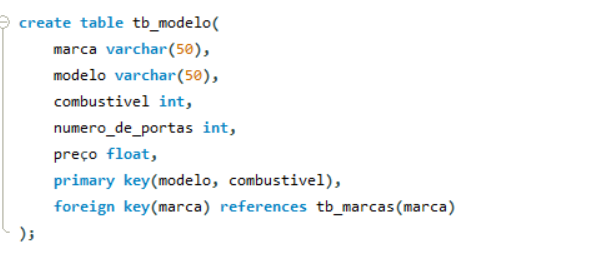 create table tb_modelo(
marca varchar(50),
modelo varchar(50),
combustivel int,
numero_de_portas int,
preço float,
primary key(modelo, combustivel),
foreign key(marca) references tb_marcas(marca)
);